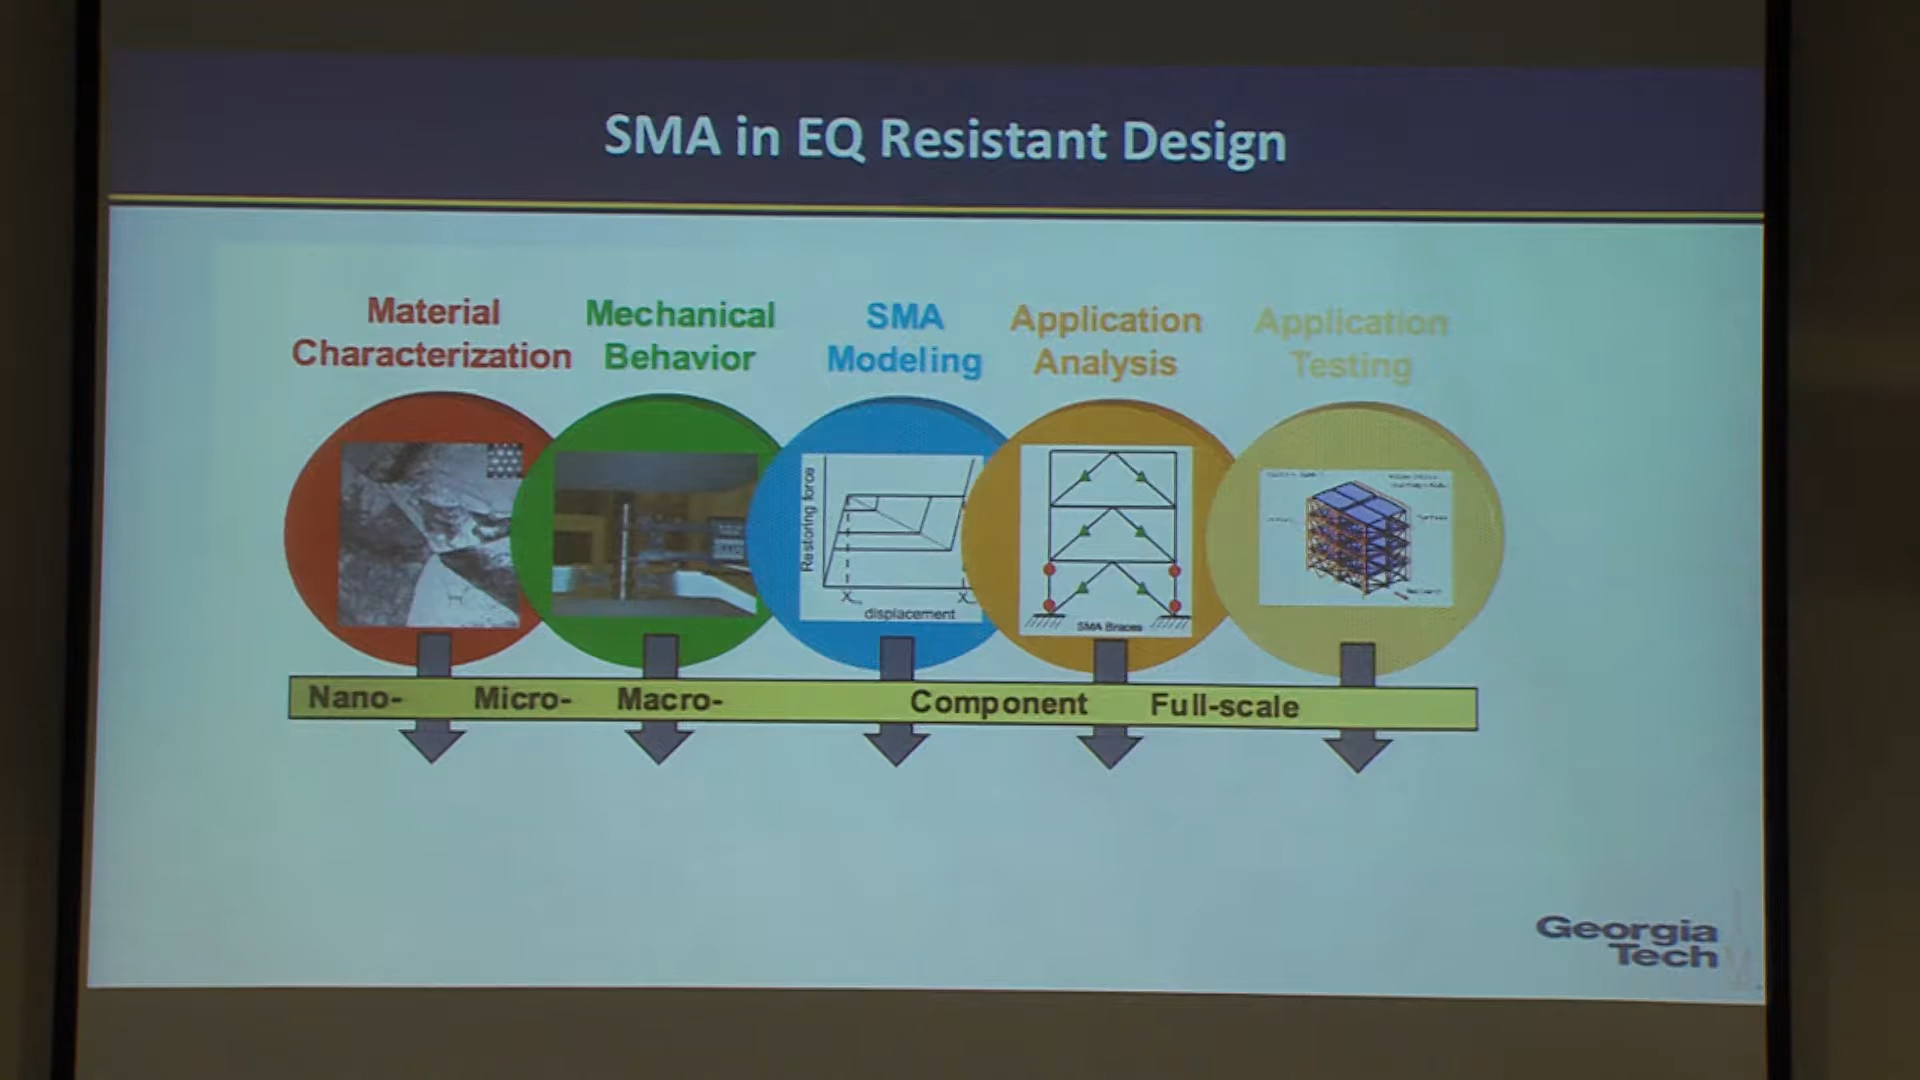 SMA in EQ Resistant Design
Material
Characterization
Mechanical
Behavior
SMA
Modeling
Application
Analysis
Application
Testing
Restoring force
displacement
SMA Braces
Nano-
Micro-
Macro-
Component
Full-scale
Georgia
Tech